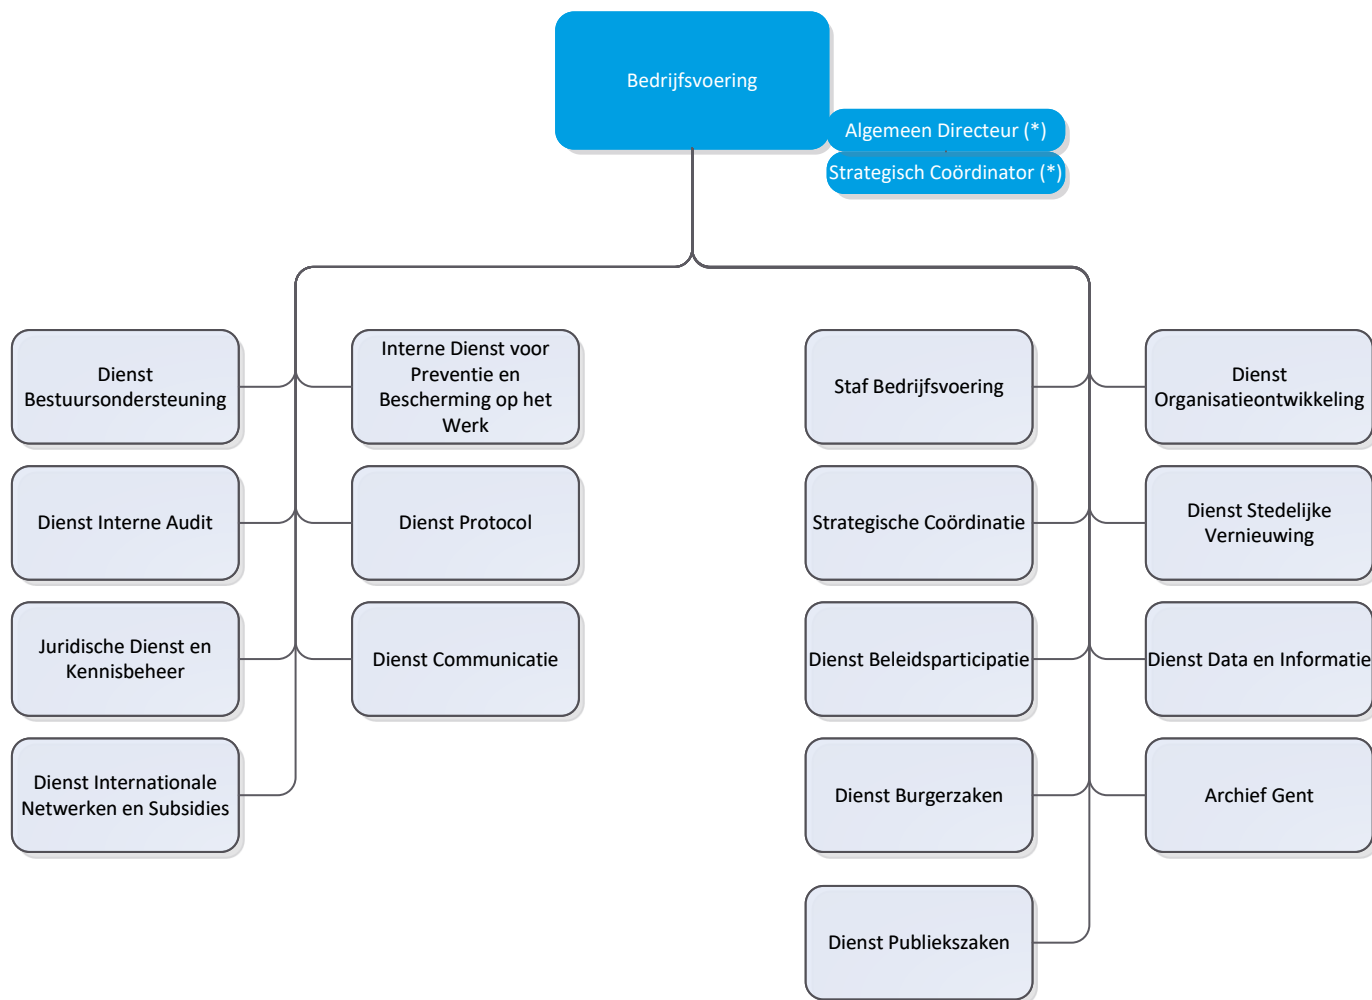 Bedrijfsvoering
Algemeen Directeur (*)
Strategisch Coördinator (*)
Dienst
Bestuursondersteuning
Interne Dienst voor
Preventie en
Bescherming op het
Werk
Staf Bedrijfsvoering
Dienst
Organisatieontwikkeling
Dienst Interne Audit
Dienst Protocol
Strategische Coördinatie
Dienst Stedelijke
Vernieuwing
Juridische Dienst en
Kennisbeheer
Dienst Communicatie
Dienst Beleidsparticipatie
Dienst Data en Informatie
Dienst Internationale
Netwerken en Subsidies
Dienst Burgerzaken
Archief Gent
Dienst Publiekszaken